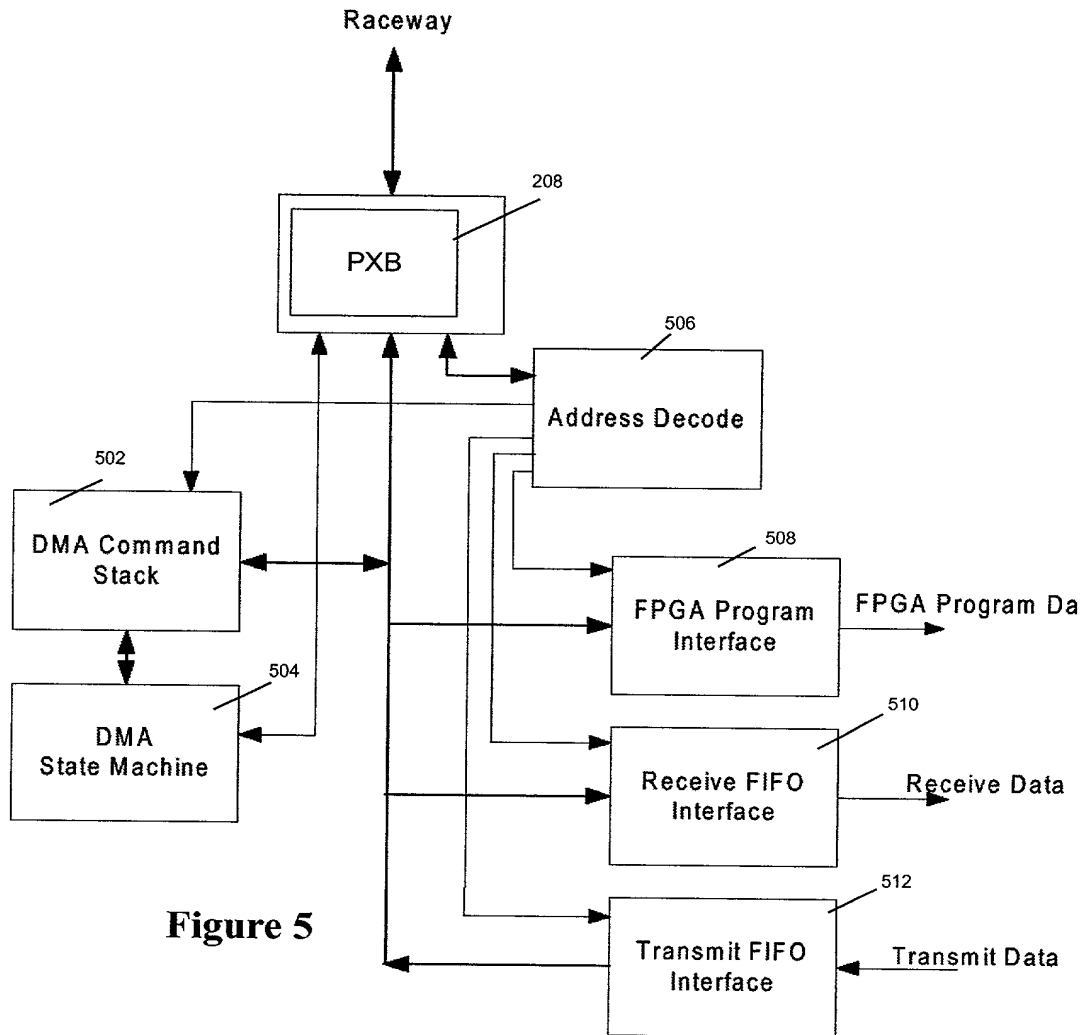 Raceway
208
PXB
506
Address Decode
502
DMA Command
Stack
508
FPGA Program
Interface
FPGA Program Da
504
DMA
State Machine
510
Receive FIFO
Interface
Receive Data
512
Transmit FIFO
Interface
Transmit Data
Figure 5